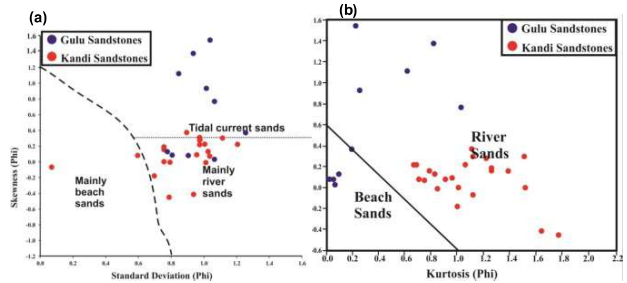 (a)
Gulu Sandstones
Kandi Sandstones
1.6
1.4
1.2
1.0
0.8
0.6
0.4
0.2
0.0
-0.2
-0.4
-0.6
-0.8
-1.0
-1.2
Skewness (Phi)
Tidal current sands
Mainly
river
sands
Mainly
beach
sands
0.0 0.2 0.4 0.6 0.8 1.0 1.2 1.4 1.6
Standard Deviation (Phi)
(b)
Gulu Sandstones
Kandi Sandstones
1.6
1.4
1.2
1.0
0.8
0.6
0.4
0.2
0.0
-0.2
-0.4
-0.6
River
Sands
Beach
Sands
0.0 0.2 0.4 0.6 0.8 1.0 1.2 1.4 1.6 1.8 2.0 2.2
Kurtosis (Phi)